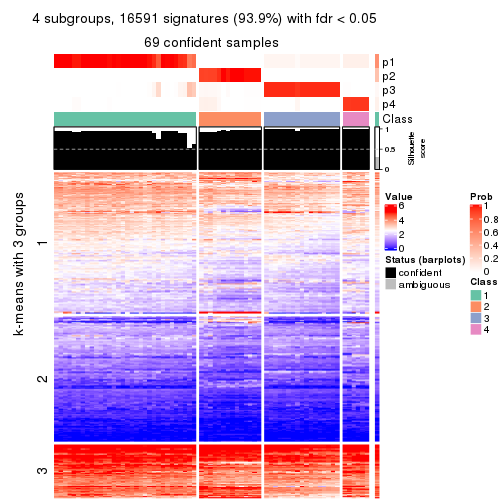 4 subgroups, 16591 signatures (93.9%) with fdr < 0.05
69 confident samples
p1
p2
p3
p4
Class
1
0.5
0
Silhouette
score
k-means with 3 groups
1
2
3
Value
6
4
2
0
Status (barplots)
confident
ambiguous
Prob
1
0.8
0.6
0.4
0.2
0
Class
1
2
3
4